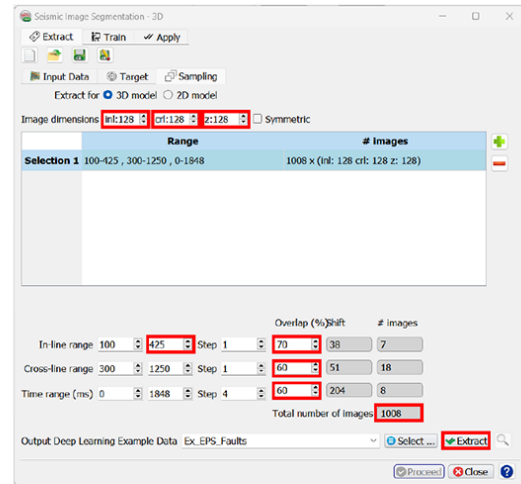 Seismic Image Segmentation - 3D
Extract Train Apply
Input Data Target Sampling
Extract for 3D model 2D model
Image dimensions inl:128 crl:128 z:128 Symmetric
Range # images
Selection 1 100-425 , 300-1250 , 0-1848 1008 x (inl: 128 crl: 128 z: 128)
Overlap (%) Shift # images
In-line range 100 425 Step 1 70 38 7
Cross-line range 300 1250 Step 1 60 51 18
Time range (ms) 0 1848 Step 4 60 204 8
Total number of Images 1008
Output Deep Learning Example Data Ex_EPS_Faults Select ... Extract
Proceed Close ?